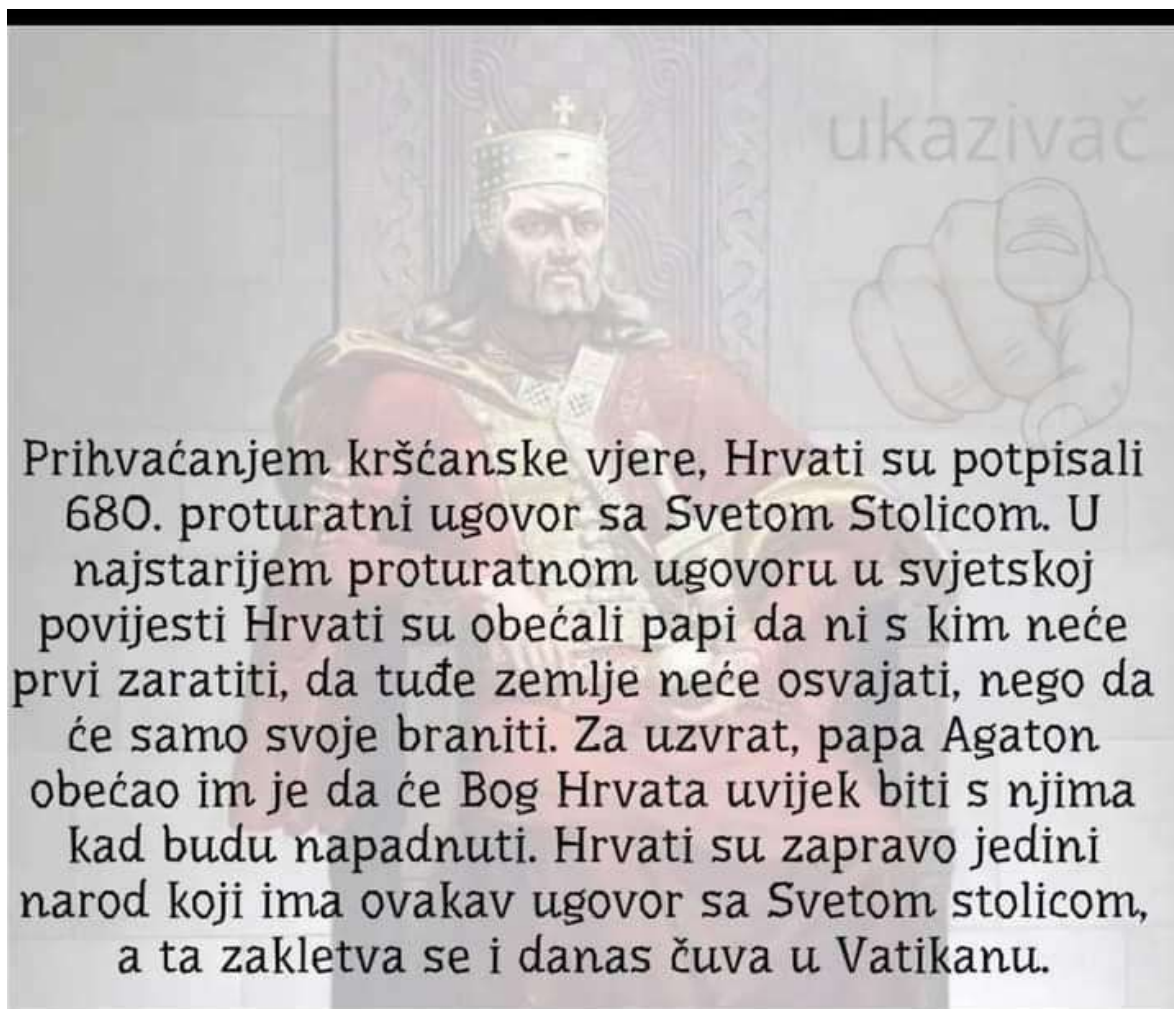 ukazivač
Prihvaćanjem kršćanske vjere, Hrvati su potpisali
680. proturatni ugovor sa Svetom Stolicom. U
najstarijem proturatnom ugovoru u svjetskoj
povijesti Hrvati su obećali papi da ni s kim neće
prvi zaratiti, da tuđe zemlje neće osvajati, nego da
će samo svoje braniti. Za uzvrat, papa Agaton
obećao im je da će Bog Hrvata uvijek biti s njima
kad budu napadnuti. Hrvati su zapravo jedini
narod koji ima ovakav ugovor sa Svetom stolicom,
a ta zakletva se i danas čuva u Vatikanu.